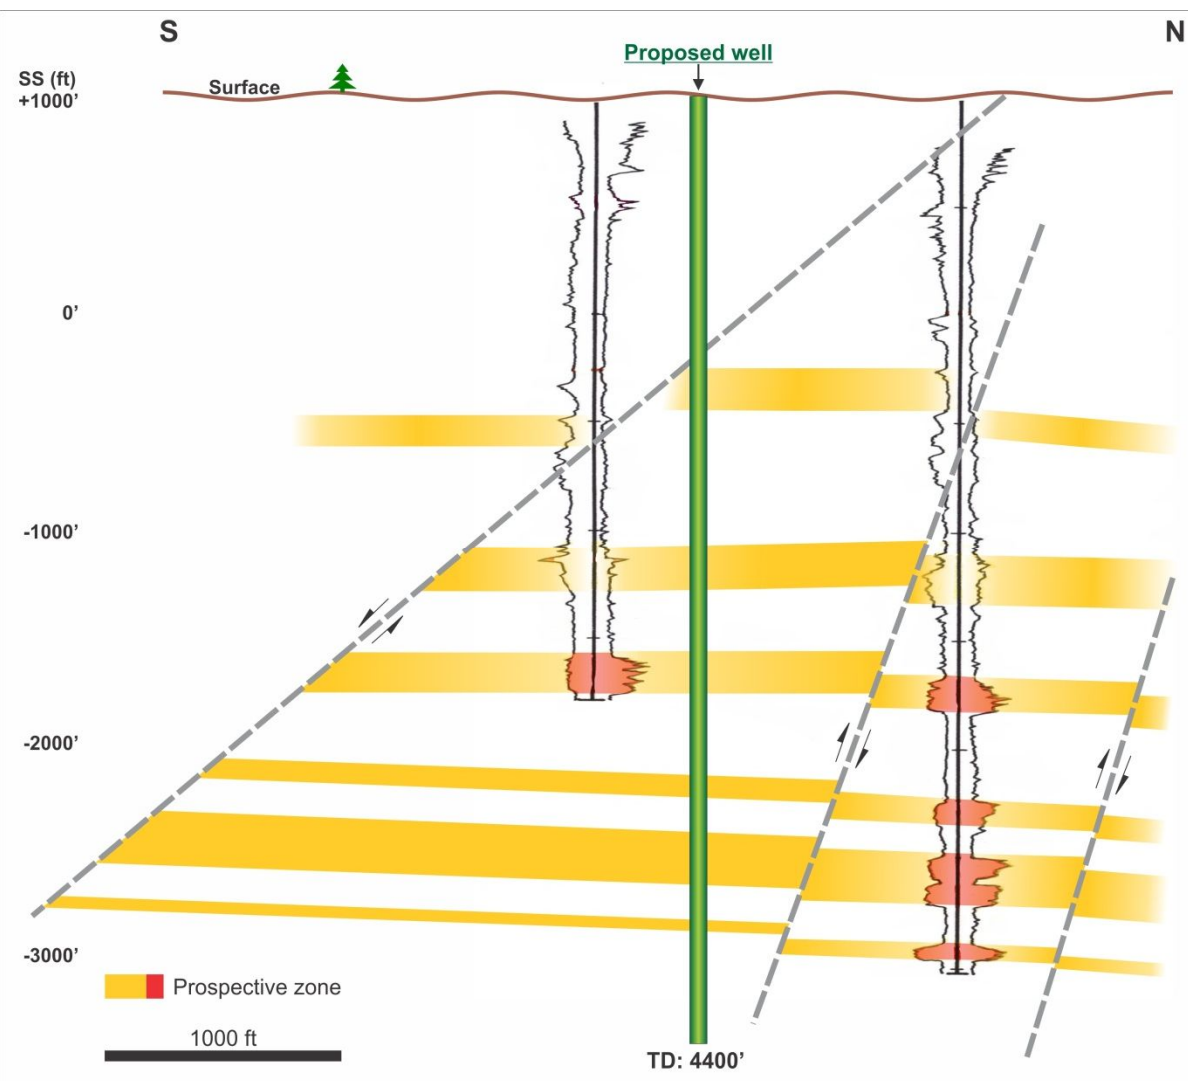 S
N
Proposed well
SS (ft)
+1000’
Surface
0’
-1000’
-2000’
-3000’
Prospective zone
1000 ft
TD: 4400’